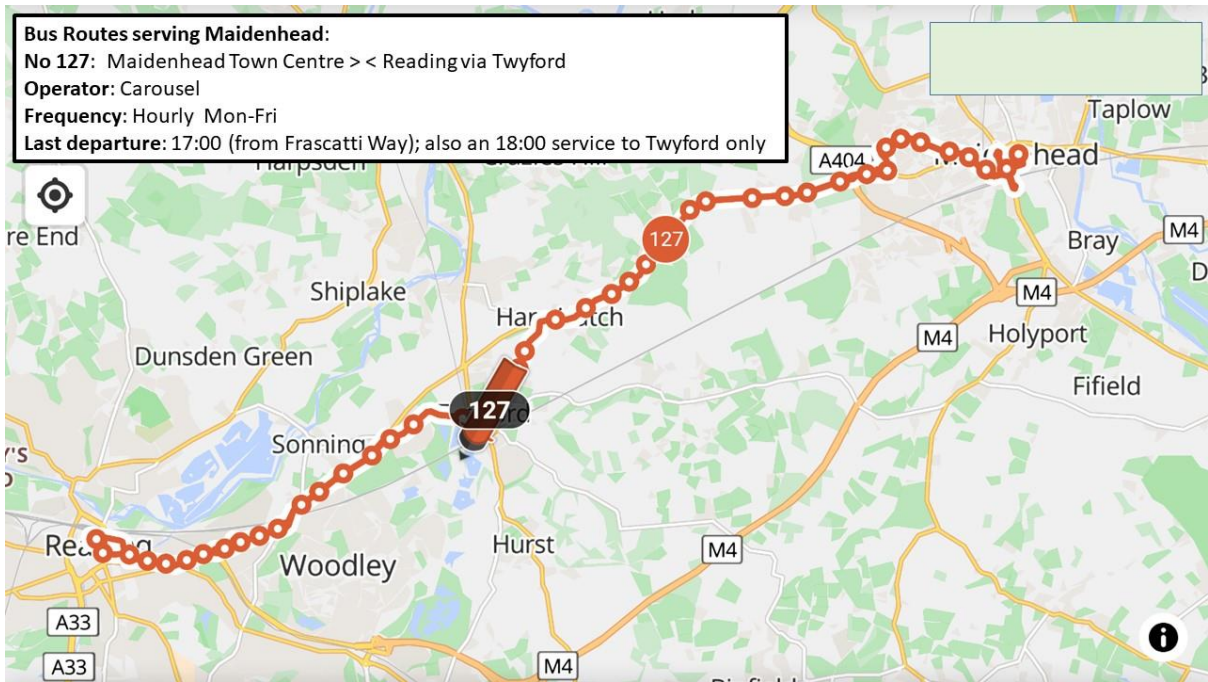 Bus Routes serving Maidenhead:
No 127: Maidenhead Town Centre > < Reading via Twyford
Operator: Carousel
Frequency: Hourly Mon-Fri
Last departure: 17:00 (from Frascatti Way); also an 18:00 service to Twyford only
Taplow
A404
head
127
re End
Bray
M4
Shiplake
M4
Har
tch
M4
Holyport
Dunsden Green
Fifield
127
rd
Sonning
y's
Rea
Hurst
M4
Woodley
A33
A33
M4